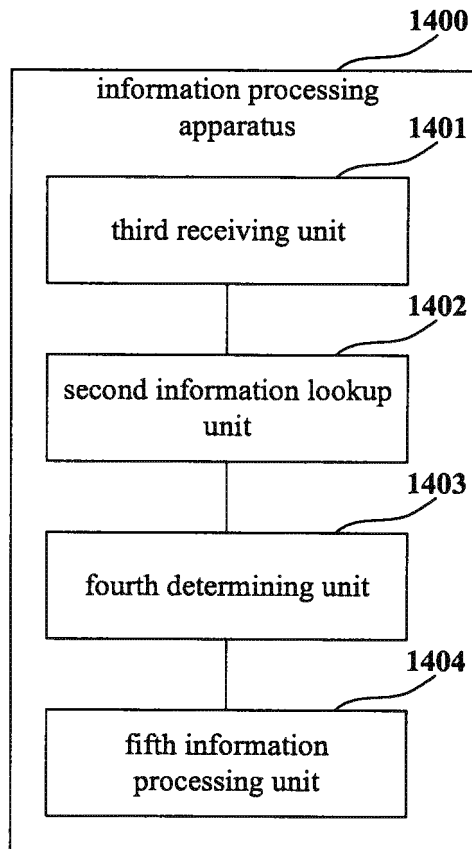 1400
information processing
apparatus
1401
third receiving unit
1402
second information lookup
unit
1403
fourth determining unit
1404
fifth information
processing unit